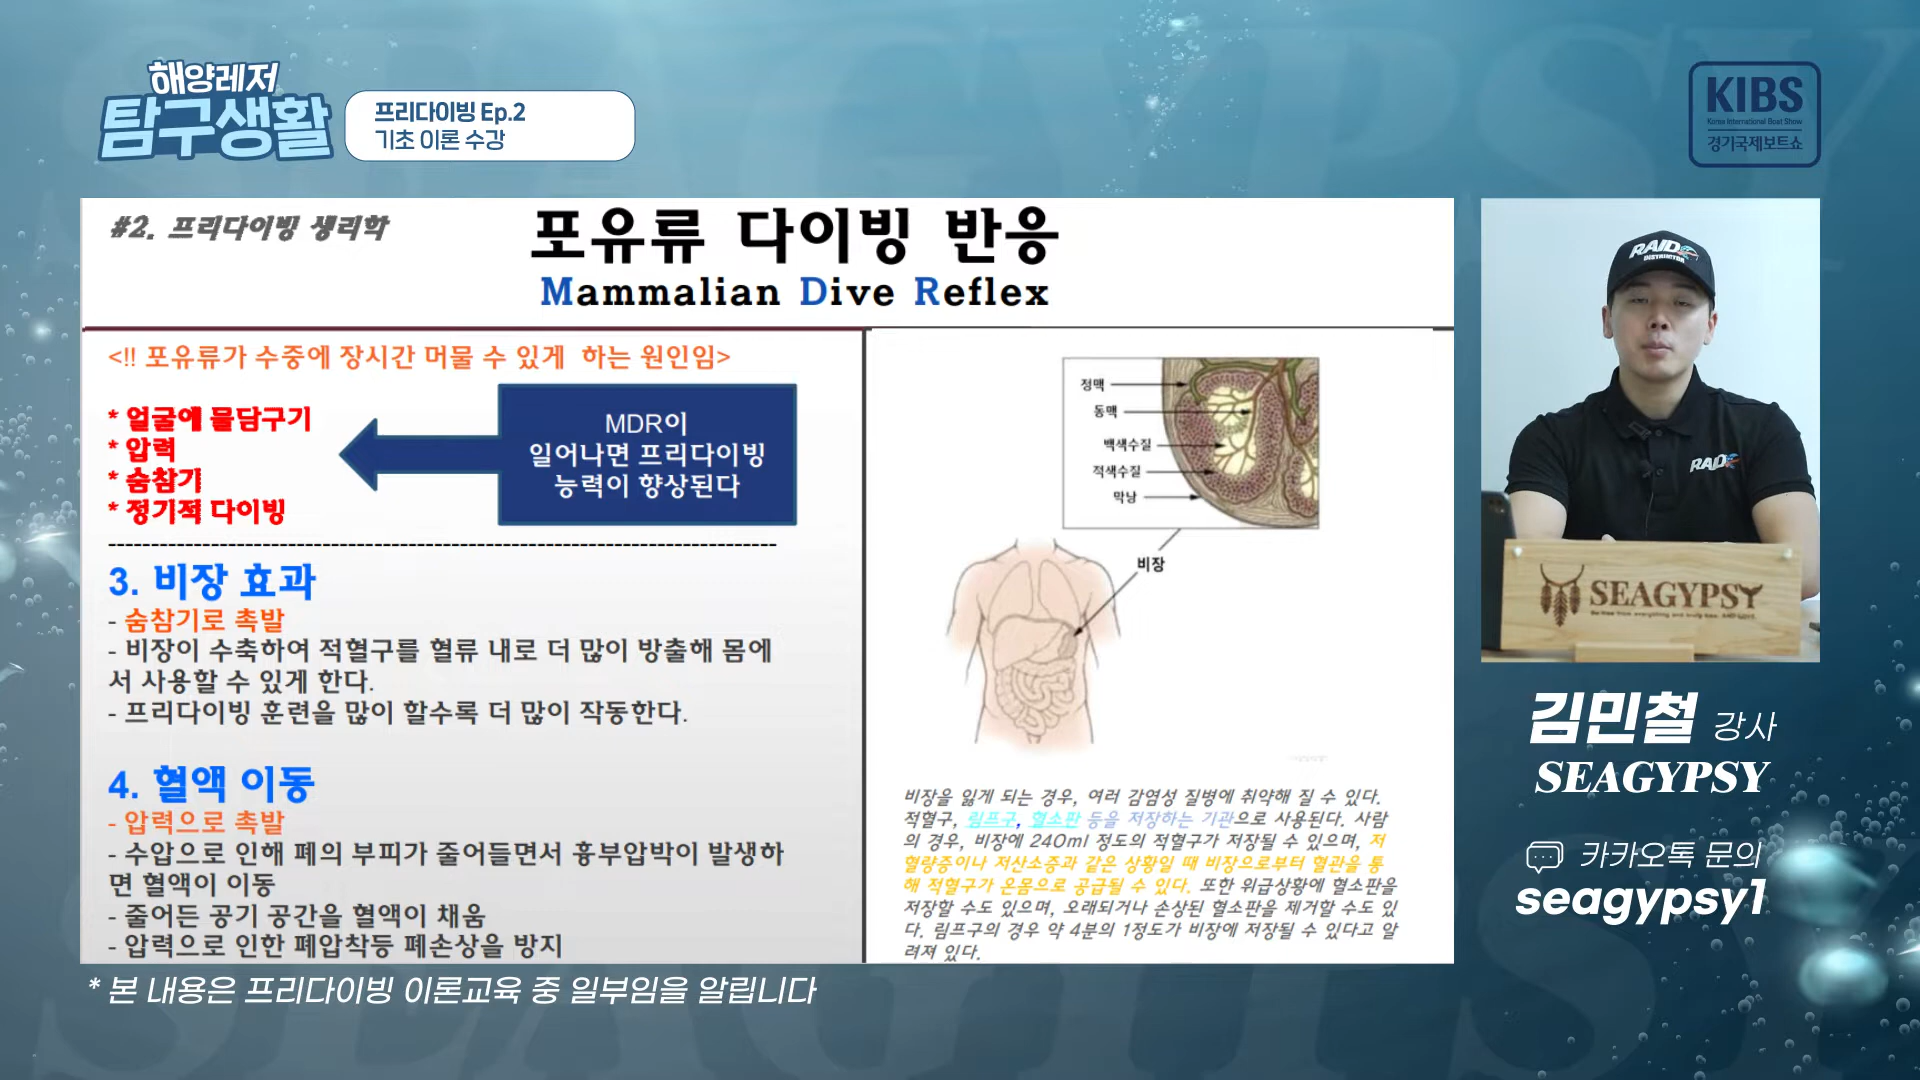 해양레저
탐구생활
프리다이빙 Ep.2
기초 이론 수강
KIBS
Korea International Boat Show
경기국제보트쇼
#2. 프리다이빙 생리학
포유류 다이빙 반응
Mammalian Dive Reflex
<!! 포유류가 수중에 장시간 머물 수 있게 하는 원인임>
* 얼굴에 물담구기
* 압력
* 숨참기
* 정기적 다이빙
MDR이
일어나면 프리다이빙
능력이 향상된다
3. 비장 효과
- 숨참기로 촉발
- 비장이 수축하여 적혈구를 혈류 내로 더 많이 방출해 몸에
서 사용할 수 있게 한다.
- 프리다이빙 훈련을 많이 할수록 더 많이 작동한다.
4. 혈액 이동
- 압력으로 촉발
- 수압으로 인해 폐의 부피가 줄어들면서 흉부압박이 발생하
면 혈액이 이동
- 줄어든 공기 공간을 혈액이 채움
- 압력으로 인한 폐압착등 폐손상을 방지
정맥
동맥
백색수질
적색수질
막낭
비장
비장을 잃게 되는 경우, 여러 감염성 질병에 취약해 질 수 있다.
적혈구, 림프구, 혈소판 등을 저장하는 기관으로 사용된다. 사람
의 경우, 비장에 240ml 정도의 적혈구가 저장될 수 있으며, 저
혈량증이나 저산소증과 같은 상황일 때 비장으로부터 혈관을 통
해 적혈구가 온몸으로 공급될 수 있다. 또한 위급상황에 혈소판을
저장할 수도 있으며, 오래되거나 손상된 혈소판을 제거할 수도 있
다. 림프구의 경우 약 4분의 1정도가 비장에 저장될 수 있다고 알
려져 있다.
RAID
RAID
SEAGYPSY
김민철 강사
SEAGYPSY
카카오톡 문의
seagypsy1
* 본 내용은 프리다이빙 이론교육 중 일부임을 알립니다